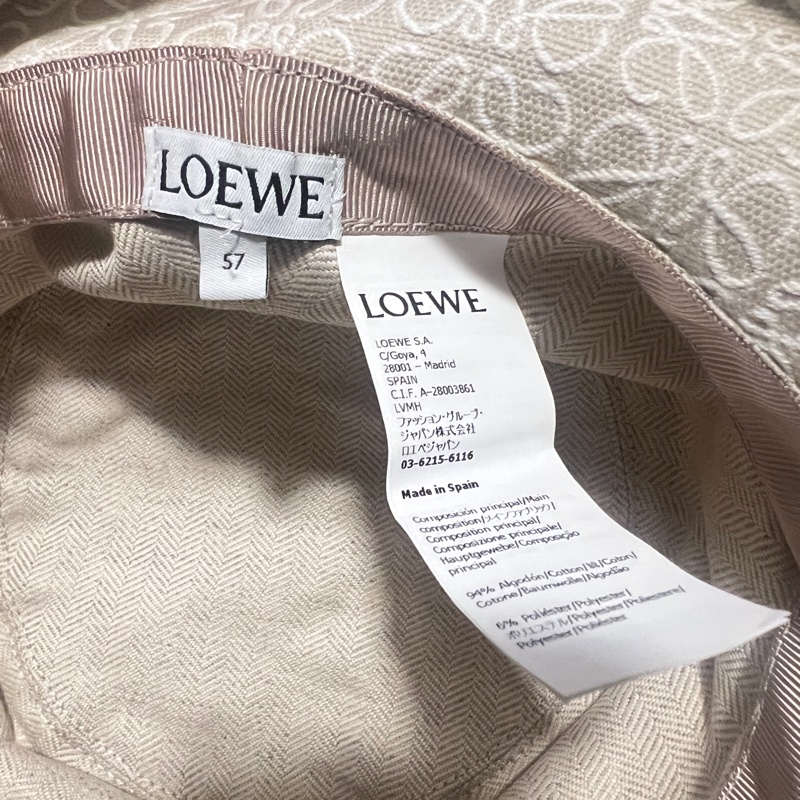 LOEWE
57
LOEWE
LOEWE S.A.
C/Goya, 4
28001 – Madrid
SPAIN
C.I.F. A-28003861
LVMH
ファッション・グループ・
ジャパン株式会社
ロエベジャパン
03-6215-6116
Made in Spain
Composición principal/Main
composition/メインファブリック/
Composition principal/
Composizione principale/
Hauptgewebe/Composação
principal
94% Algodón/Cotton/綿/Coton/
Cotone/Baumwolle/Algodão
6% Poliéster/Polyester/
ポリエステル/Polyester/Poliestere/
Polyester/Poliéster